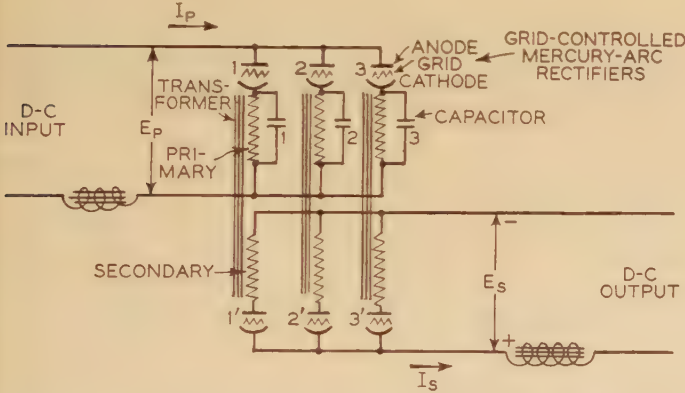 I_P
D-C
INPUT
E_P
TRANS-
FORMER
PRI-
MARY
1
2
3
ANODE
GRID
CATHODE
GRID-CONTROLLED
MERCURY-ARC
RECTIFIERS
1
2
3
CAPACITOR
SECONDARY
1'
2'
3'
−
E_S
+
D-C
OUTPUT
I_S